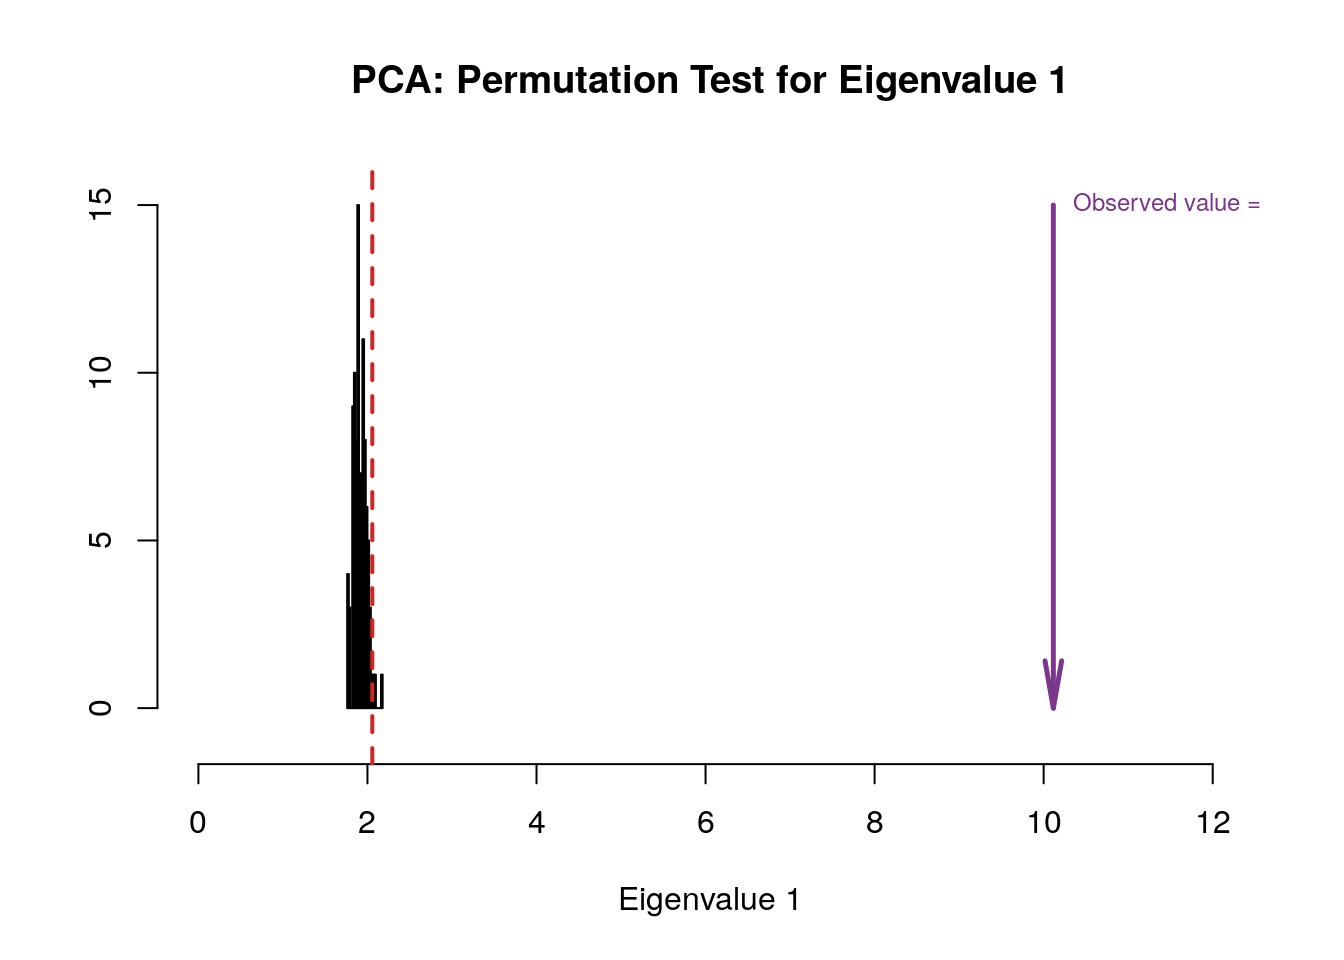 PCA: Permutation Test for Eigenvalue 1
15
10
5
0
Observed value =
0 2 4 6 8 10 12
Eigenvalue 1